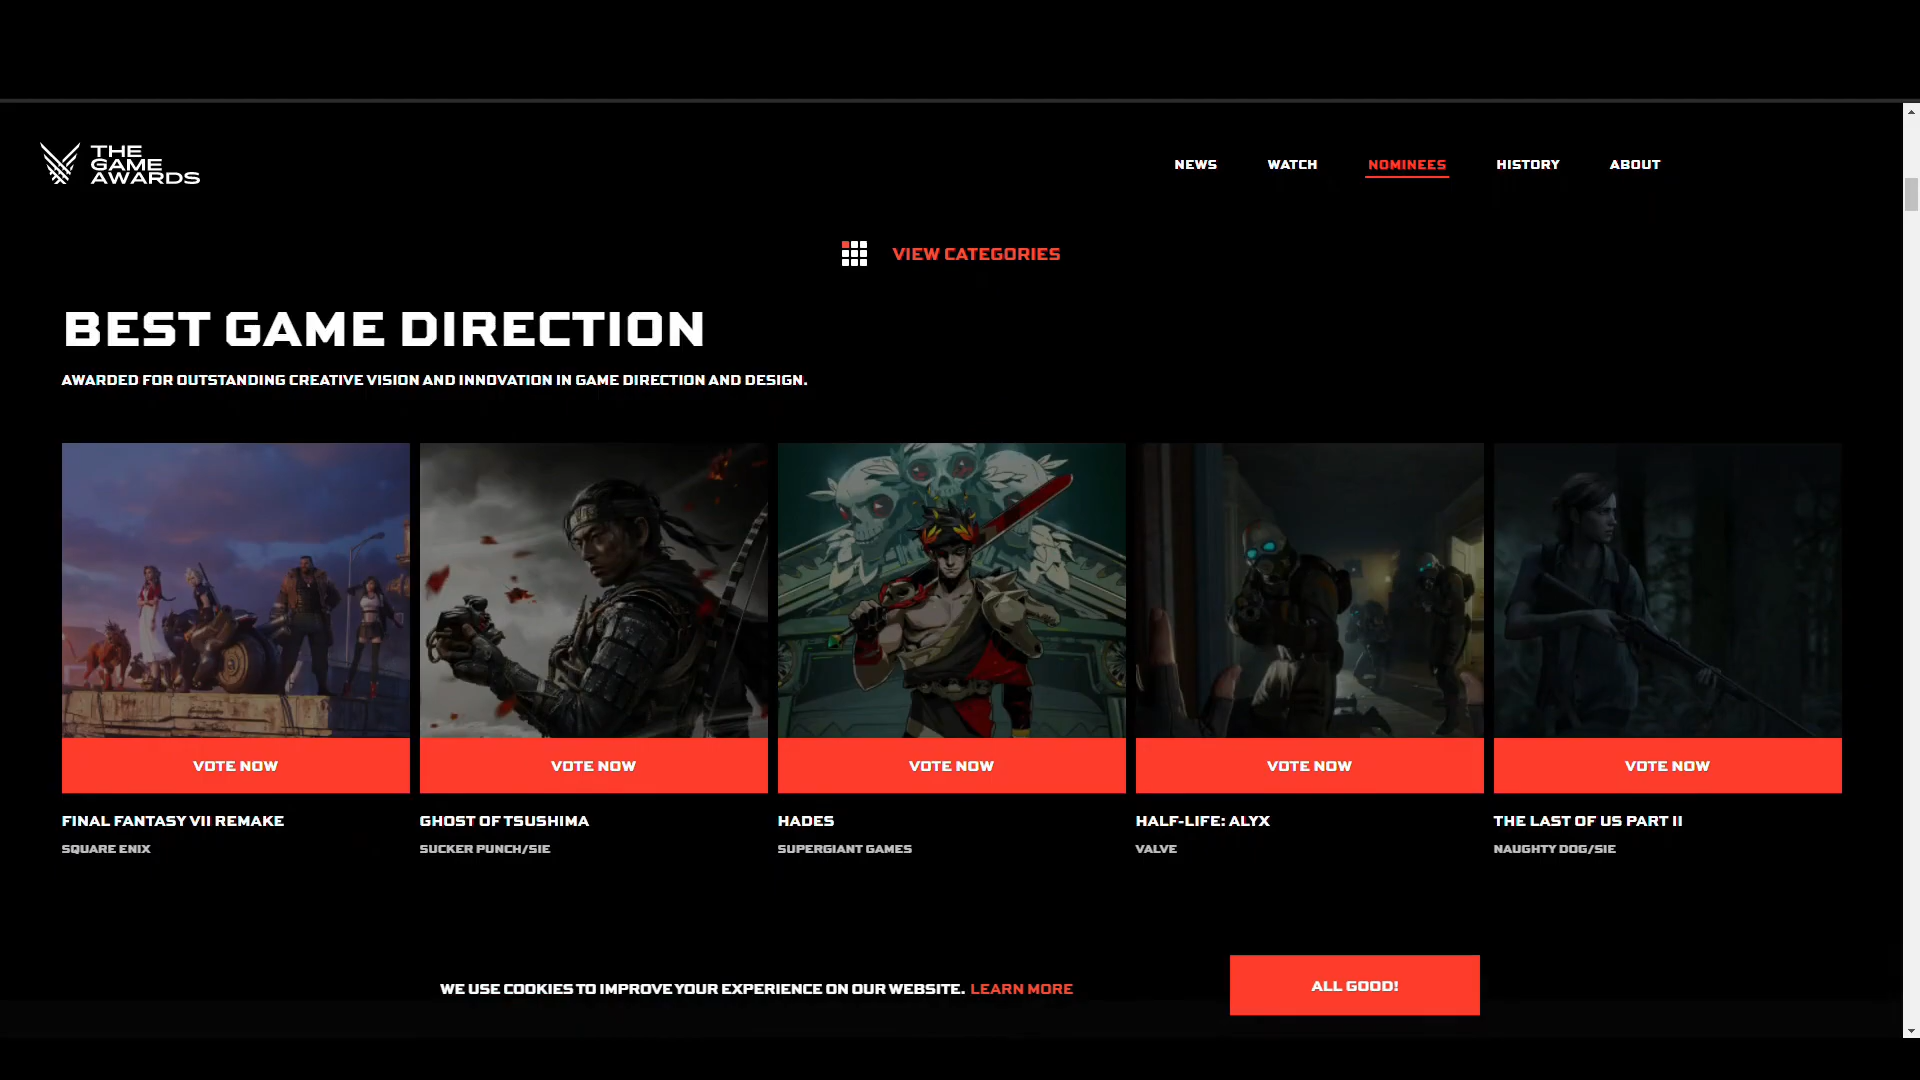 THE
GAME
AWARDS
NEWS WATCH NOMINEES HISTORY ABOUT
VIEW CATEGORIES
BEST GAME DIRECTION
AWARDED FOR OUTSTANDING CREATIVE VISION AND INNOVATION IN GAME DIRECTION AND DESIGN.
VOTE NOW VOTE NOW VOTE NOW VOTE NOW VOTE NOW
FINAL FANTASY VII REMAKE GHOST OF TSUSHIMA HADES HALF-LIFE: ALYX THE LAST OF US PART II
SQUARE ENIX SUCKER PUNCH/SIE SUPERGIANT GAMES VALVE NAUGHTY DOG/SIE
WE USE COOKIES TO IMPROVE YOUR EXPERIENCE ON OUR WEBSITE. LEARN MORE ALL GOOD!